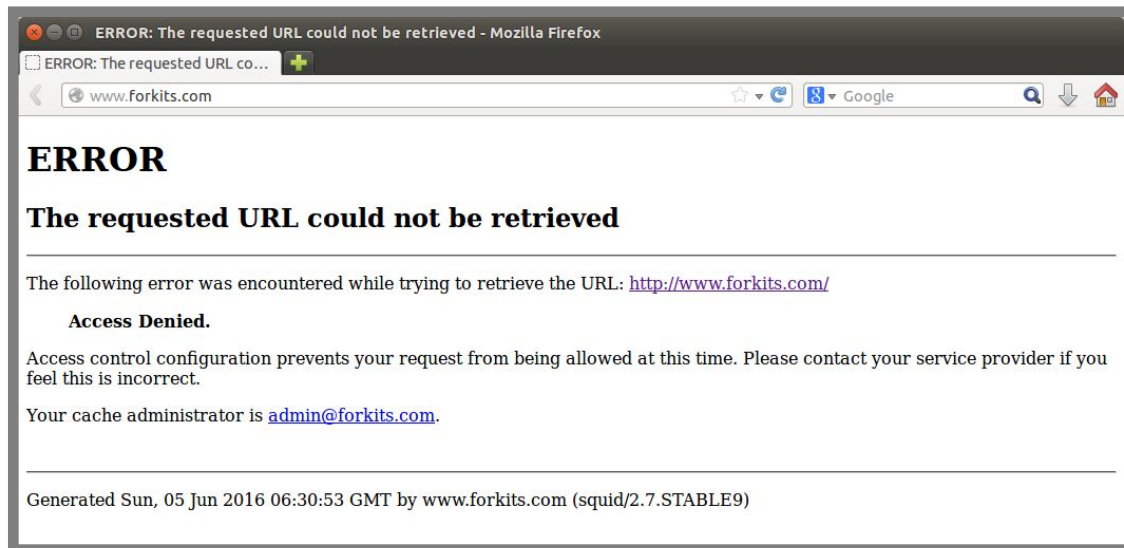 ERROR: The requested URL could not be retrieved - Mozilla Firefox
ERROR: The requested URL co...
www.forkits.com
Google
ERROR
The requested URL could not be retrieved
The following error was encountered while trying to retrieve the URL: http://www.forkits.com/
Access Denied.
Access control configuration prevents your request from being allowed at this time. Please contact your service provider if you
feel this is incorrect.
Your cache administrator is admin@forkits.com.
Generated Sun, 05 Jun 2016 06:30:53 GMT by www.forkits.com (squid/2.7.STABLE9)